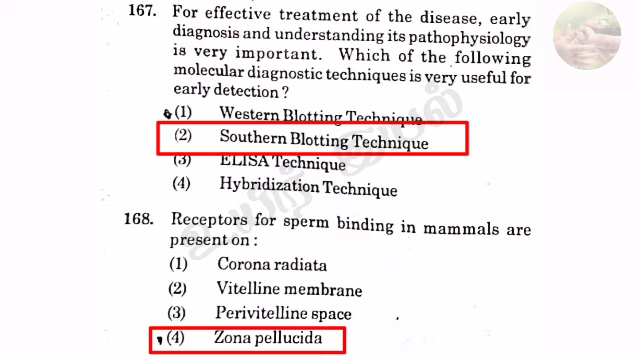 167. For effective treatment of the disease, early
diagnosis and understanding its pathophysiology
is very important. Which of the following
molecular diagnostic techniques is very useful for
early detection ?
(1) Western Blotting Technique
(2) Southern Blotting Technique
(3) ELISA Technique
(4) Hybridization Technique
168. Receptors for sperm binding in mammals are
present on :
(1) Corona radiata
(2) Vitelline membrane
(3) Perivitelline space
(4) Zona pellucida